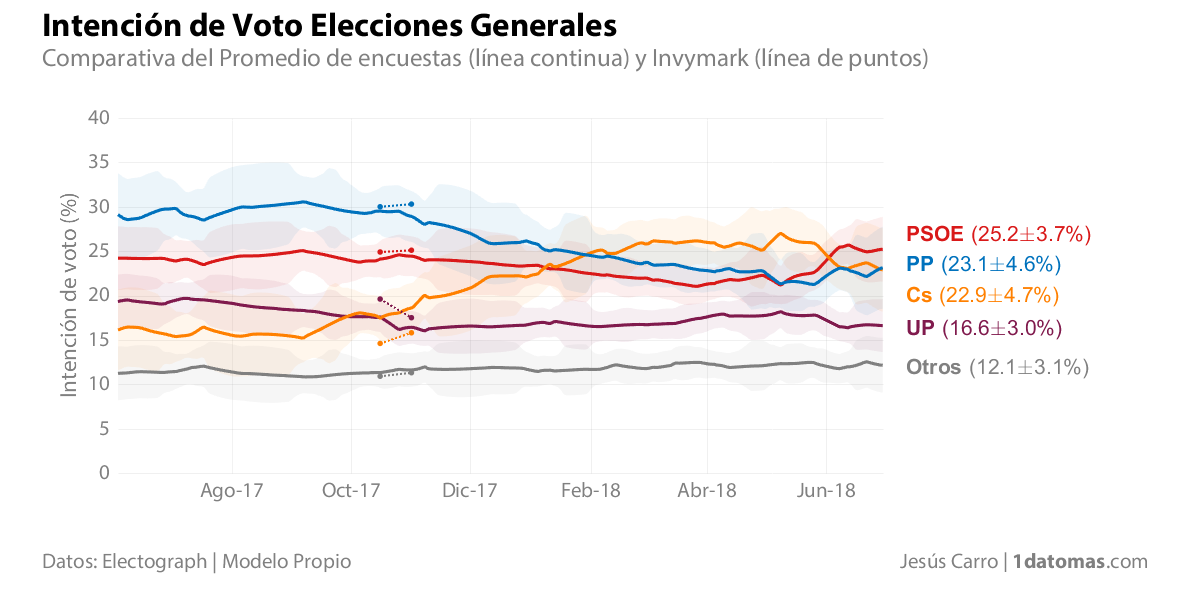 Intención de Voto Elecciones Generales
Comparativa del Promedio de encuestas (línea continua) y Invymark (línea de puntos)
Intención de voto (%)
40
35
30
25
20
15
10
5
0
Ago-17 Oct-17 Dic-17 Feb-18 Abr-18 Jun-18
PSOE (25.2±3.7%)
PP (23.1±4.6%)
Cs (22.9±4.7%)
UP (16.6±3.0%)
Otros (12.1±3.1%)
Datos: Electograph | Modelo Propio
Jesús Carro | 1datomas.com